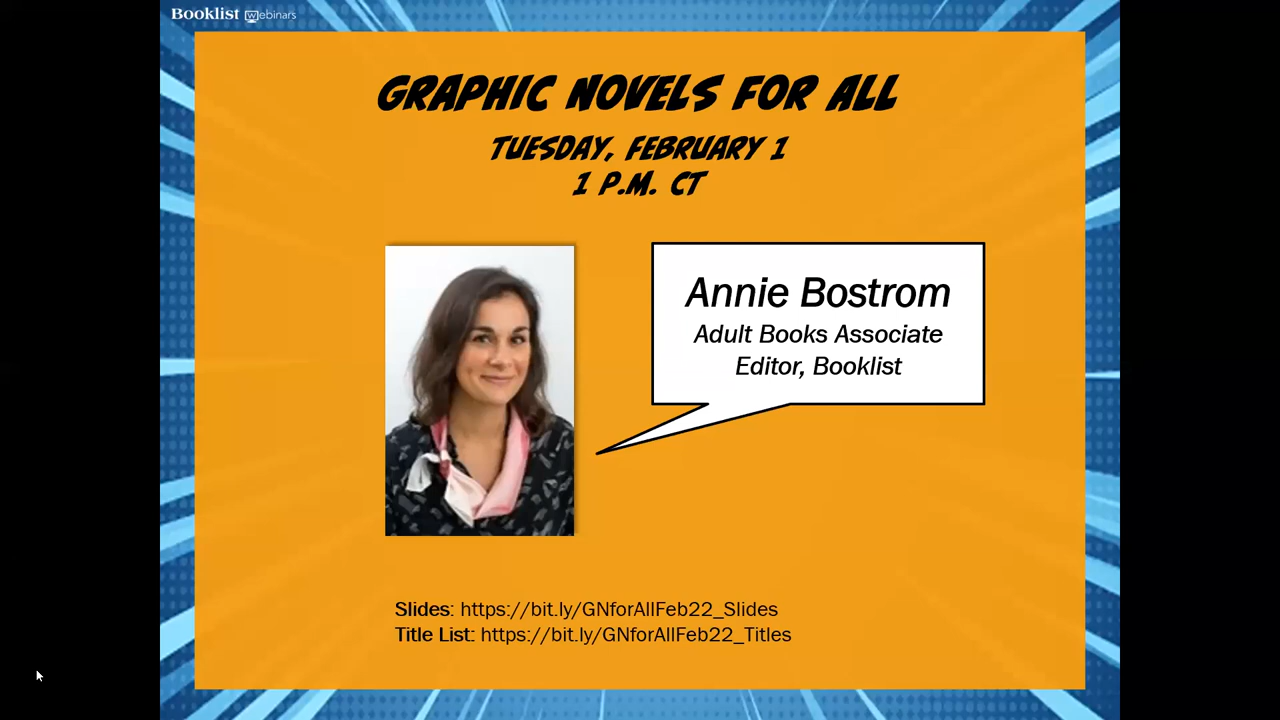 Booklist Webinars
GRAPHIC NOVELS FOR ALL
TUESDAY, FEBRUARY 1
1 P.M. CT
Annie Bostrom
Adult Books Associate
Editor, Booklist
Slides: https://bit.ly/GNforAllFeb22_Slides
Title List: https://bit.ly/GNforAllFeb22_Titles